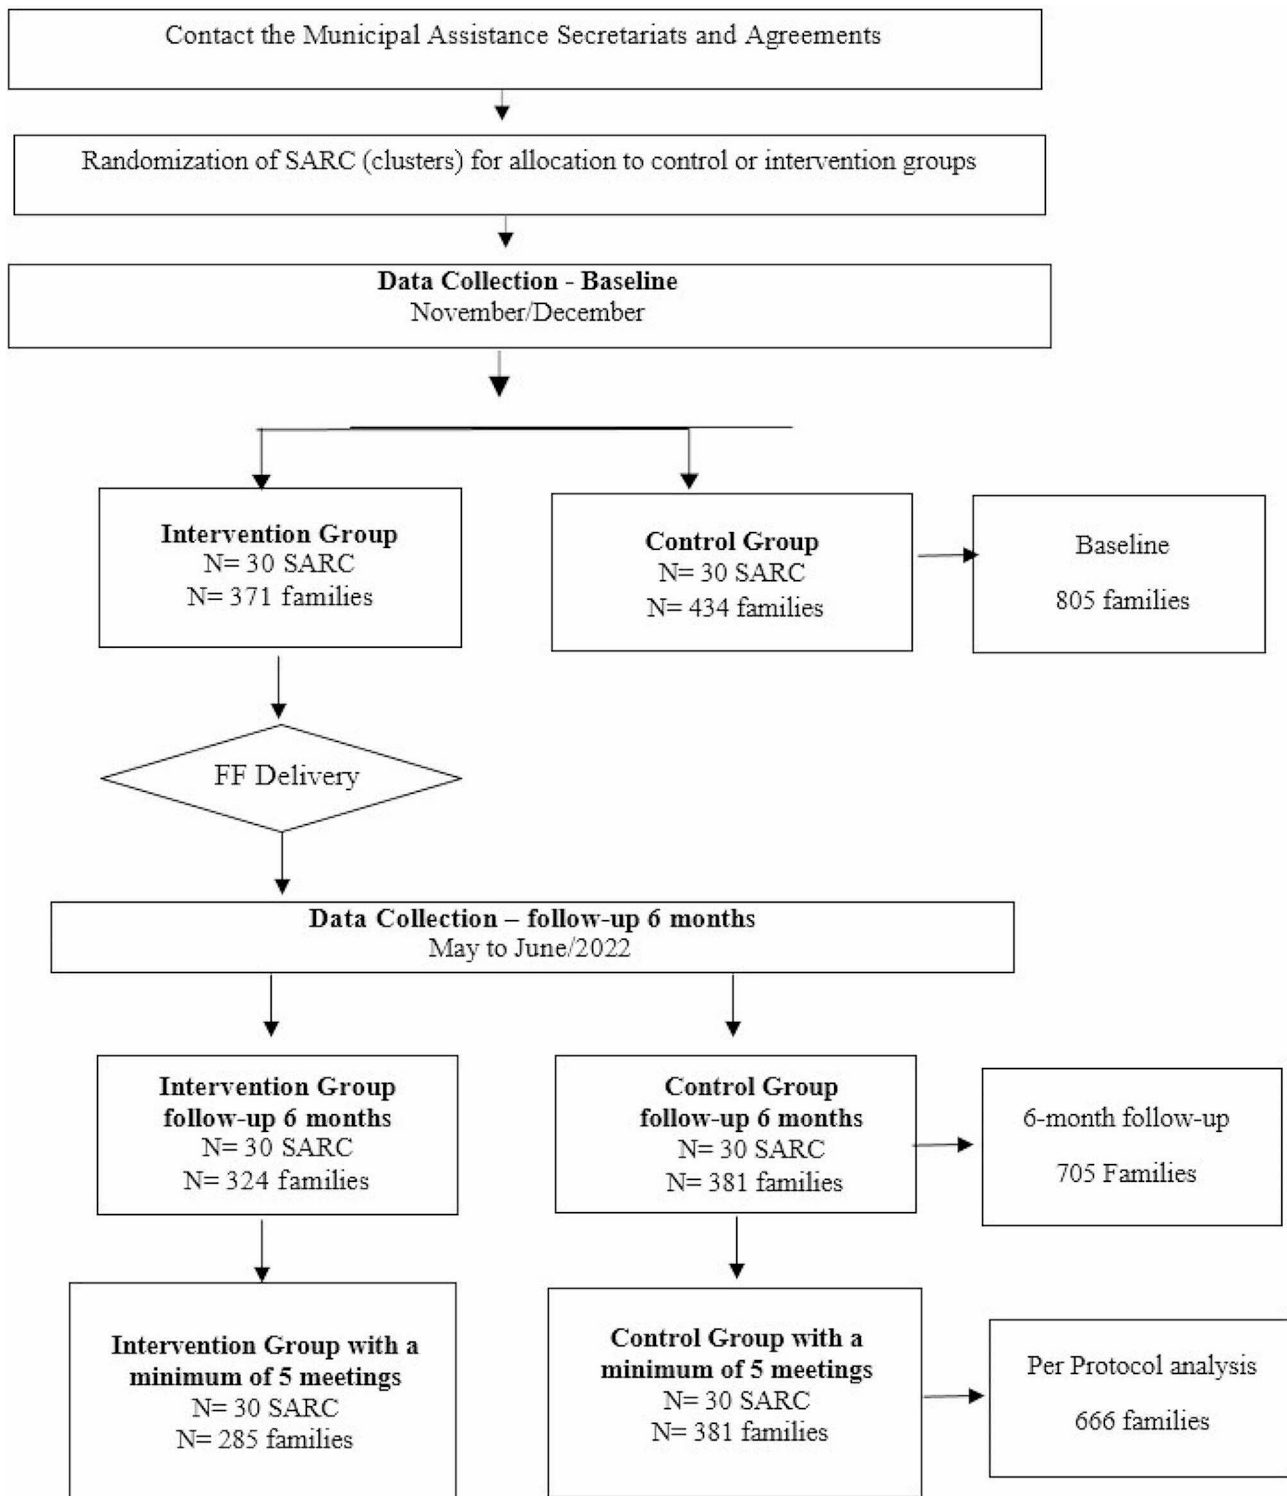 Contact the Municipal Assistance Secretariats and Agreements
Randomization of SARC (clusters) for allocation to control or intervention groups
Data Collection - Baseline
November/December
Intervention Group
N= 30 SARC
N= 371 families
Control Group
N= 30 SARC
N= 434 families
Baseline
805 families
FF Delivery
Data Collection – follow-up 6 months
May to June/2022
Intervention Group
follow-up 6 months
N= 30 SARC
N= 324 families
Control Group
follow-up 6 months
N= 30 SARC
N= 381 families
6-month follow-up
705 Families
Intervention Group with a
minimum of 5 meetings
N= 30 SARC
N= 285 families
Control Group with a
minimum of 5 meetings
N= 30 SARC
N= 381 families
Per Protocol analysis
666 families